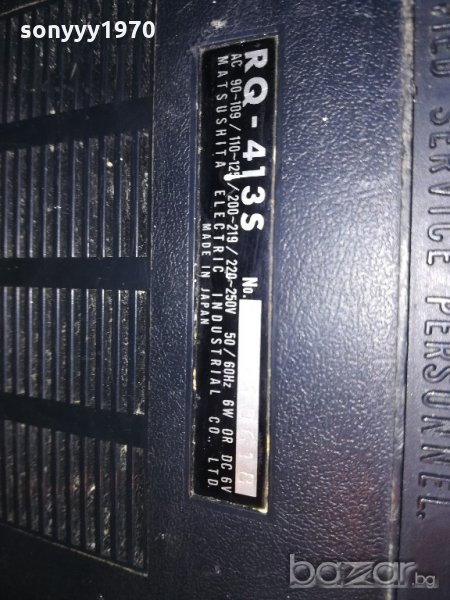 sonyyy1970
RQ-413S No.
AC 90~109/110~125/200~219/220~250V 50/60Hz 6W OR DC 6V
MATSUSHITA ELECTRIC INDUSTRIAL CO., LTD.
MADE IN JAPAN
SERVICE PERSONNEL.
bazar.bg